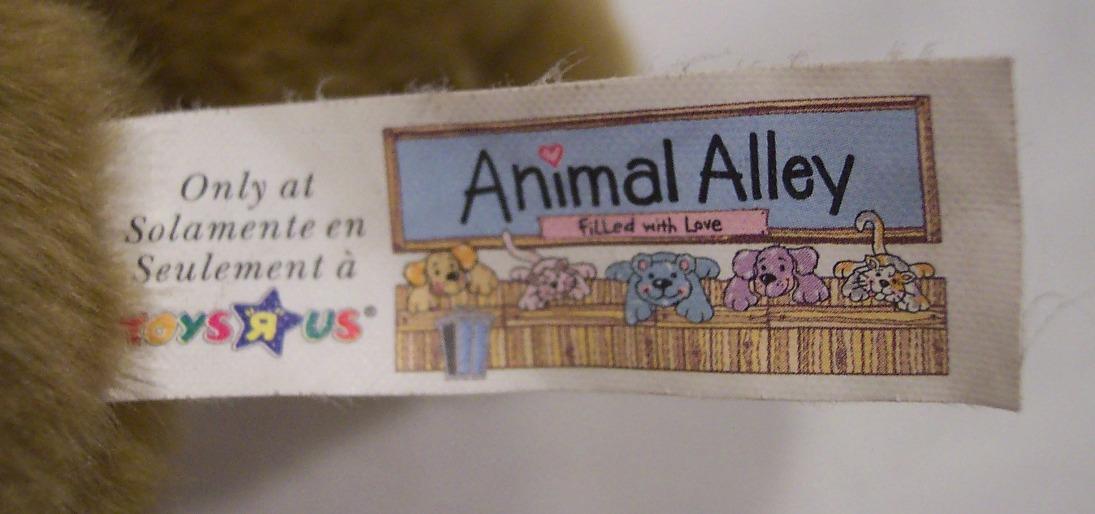 Only at
Solamente en
Seulement à
TOYS R US®
Animal Alley
Filled with Love